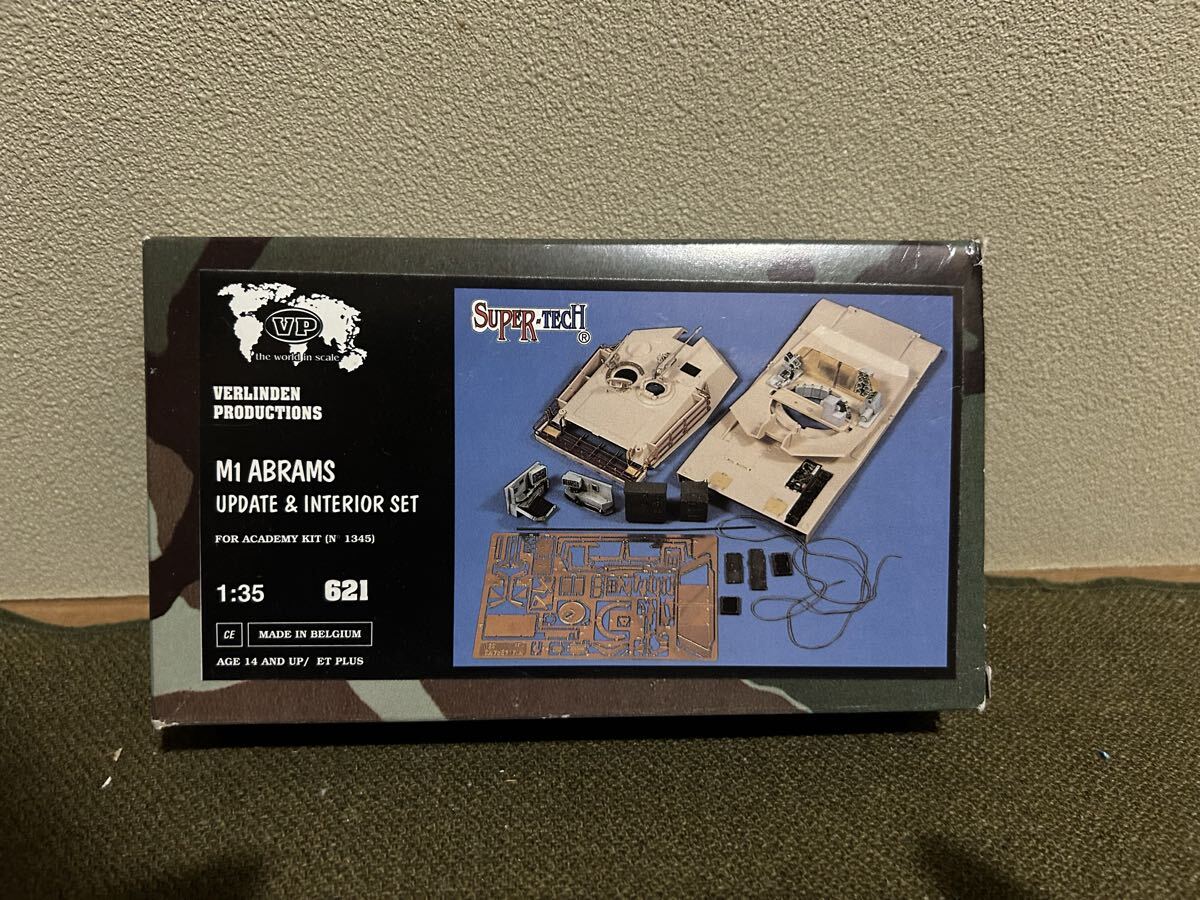 VP
the world in scale
VERLINDEN
PRODUCTIONS
M1 ABRAMS
UPDATE & INTERIOR SET
FOR ACADEMY KIT (N° 1345)
1:35 621
CE MADE IN BELGIUM
AGE 14 AND UP/ ET PLUS
SUPER-TECH ®